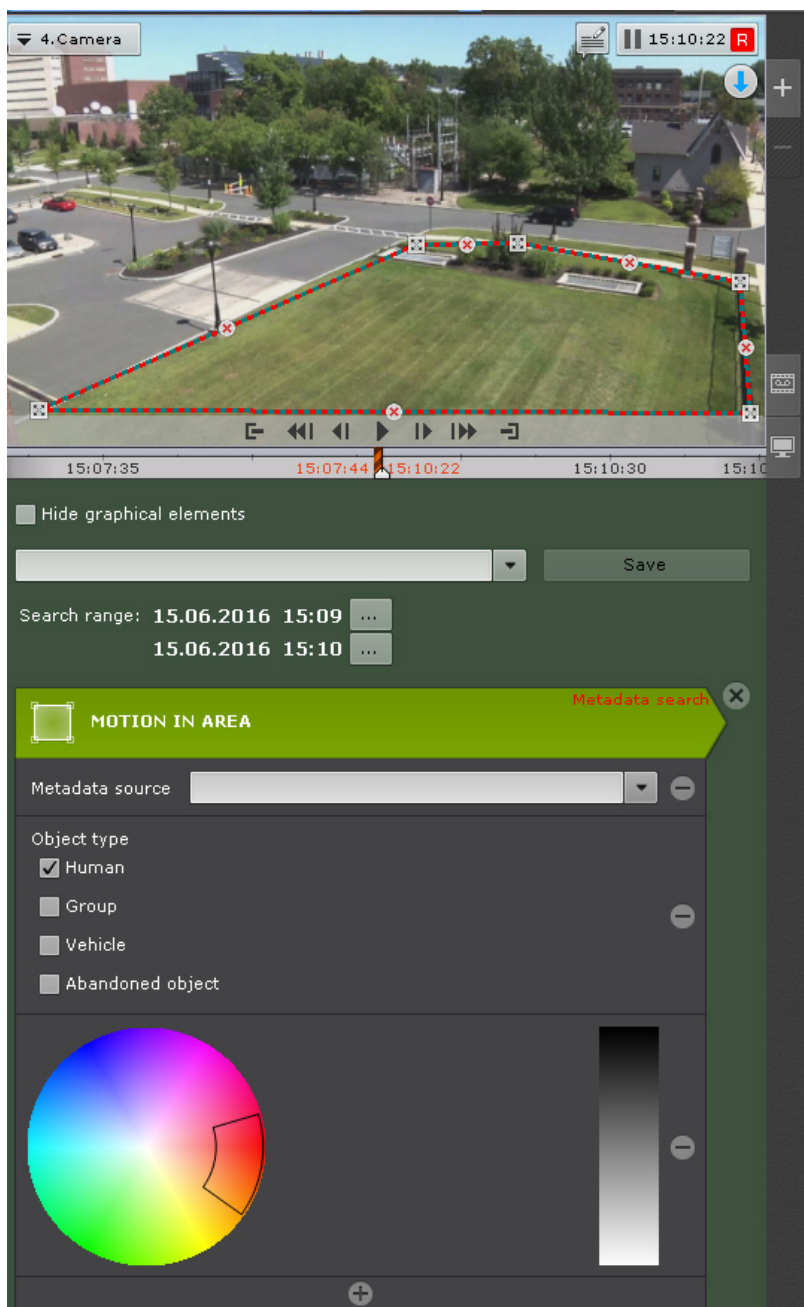 4.Camera
15:10:22 R
15:07:35 15:07:44 15:10:22 15:10:30 15:10
Hide graphical elements
Save
Search range: 15.06.2016 15:09 ...
15.06.2016 15:10 ...
Metadata search
MOTION IN AREA
Metadata source
Object type
Human
Group
Vehicle
Abandoned object